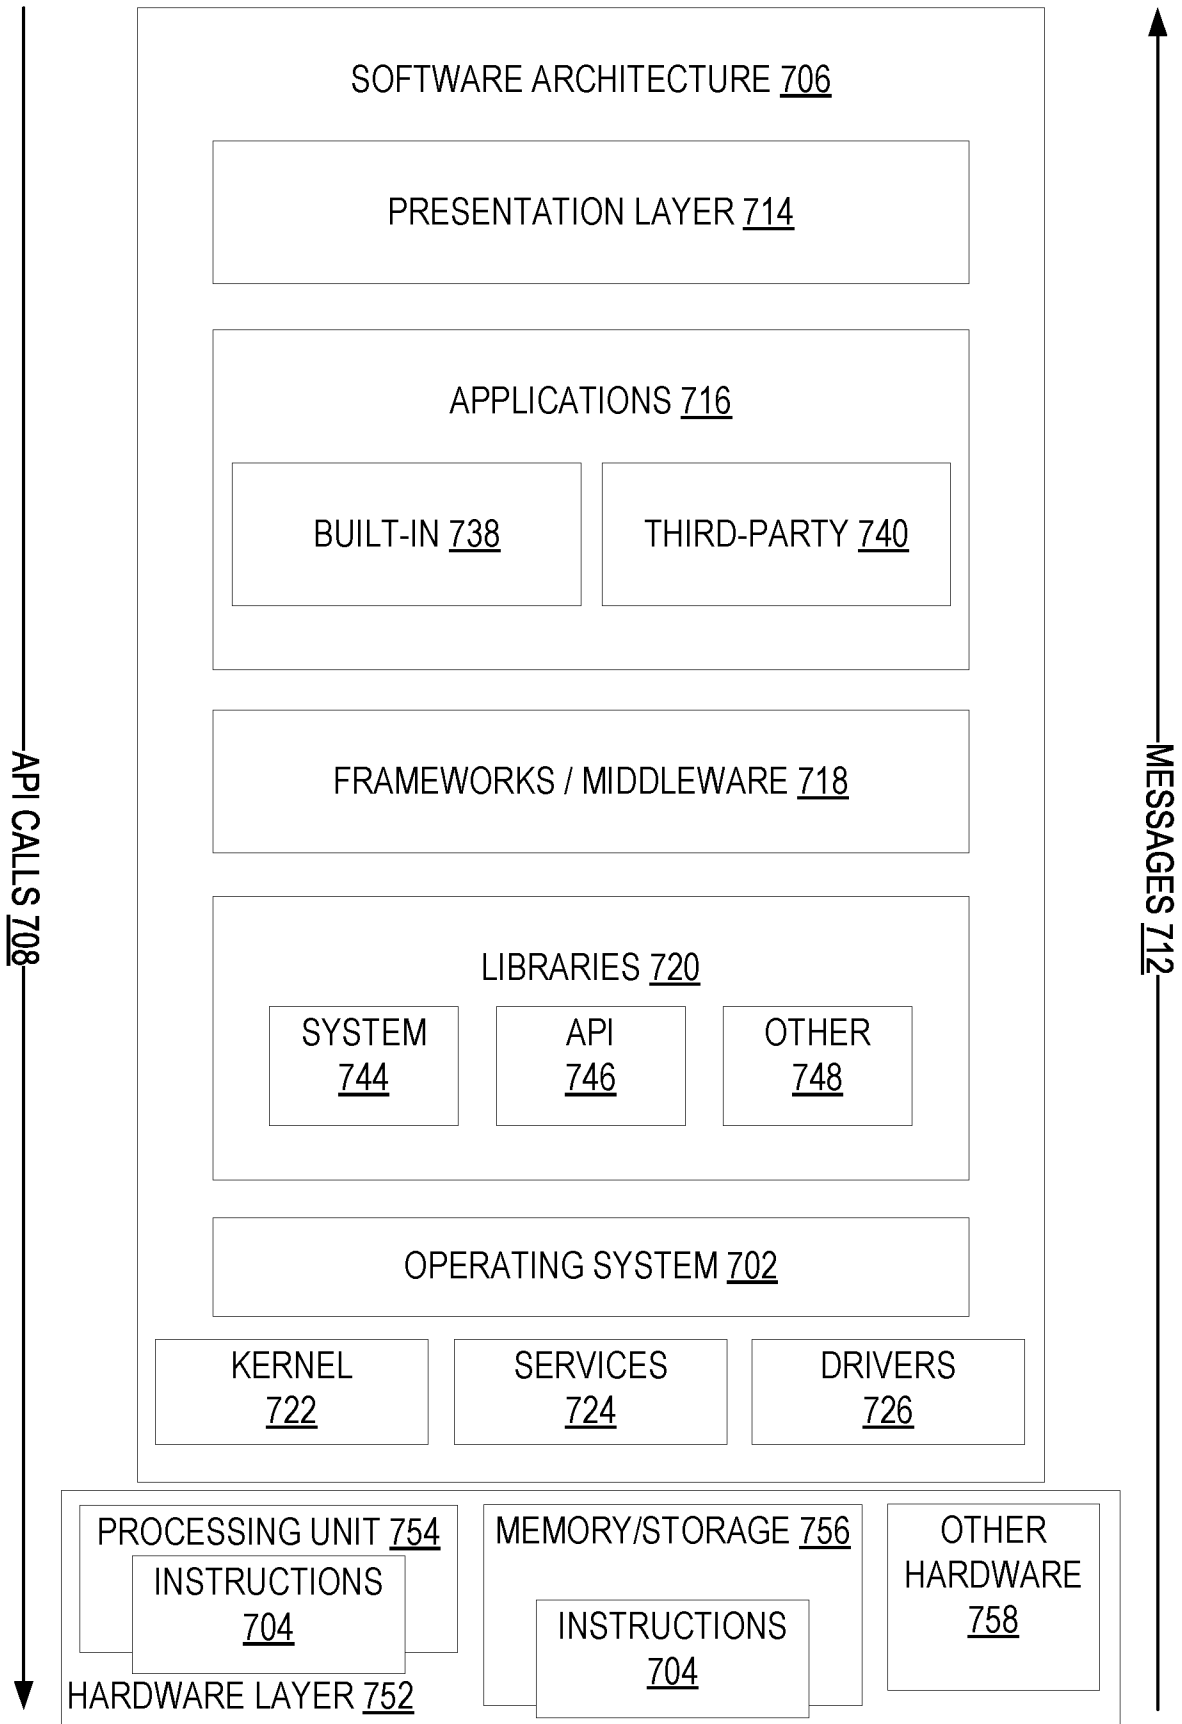 SOFTWARE ARCHITECTURE 706
PRESENTATION LAYER 714
APPLICATIONS 716
BUILT-IN 738
THIRD-PARTY 740
FRAMEWORKS / MIDDLEWARE 718
LIBRARIES 720
SYSTEM
744
API
746
OTHER
748
OPERATING SYSTEM 702
KERNEL
722
SERVICES
724
DRIVERS
726
PROCESSING UNIT 754
INSTRUCTIONS
704
MEMORY/STORAGE 756
INSTRUCTIONS
704
OTHER
HARDWARE
758
HARDWARE LAYER 752
API CALLS 708
MESSAGES 712